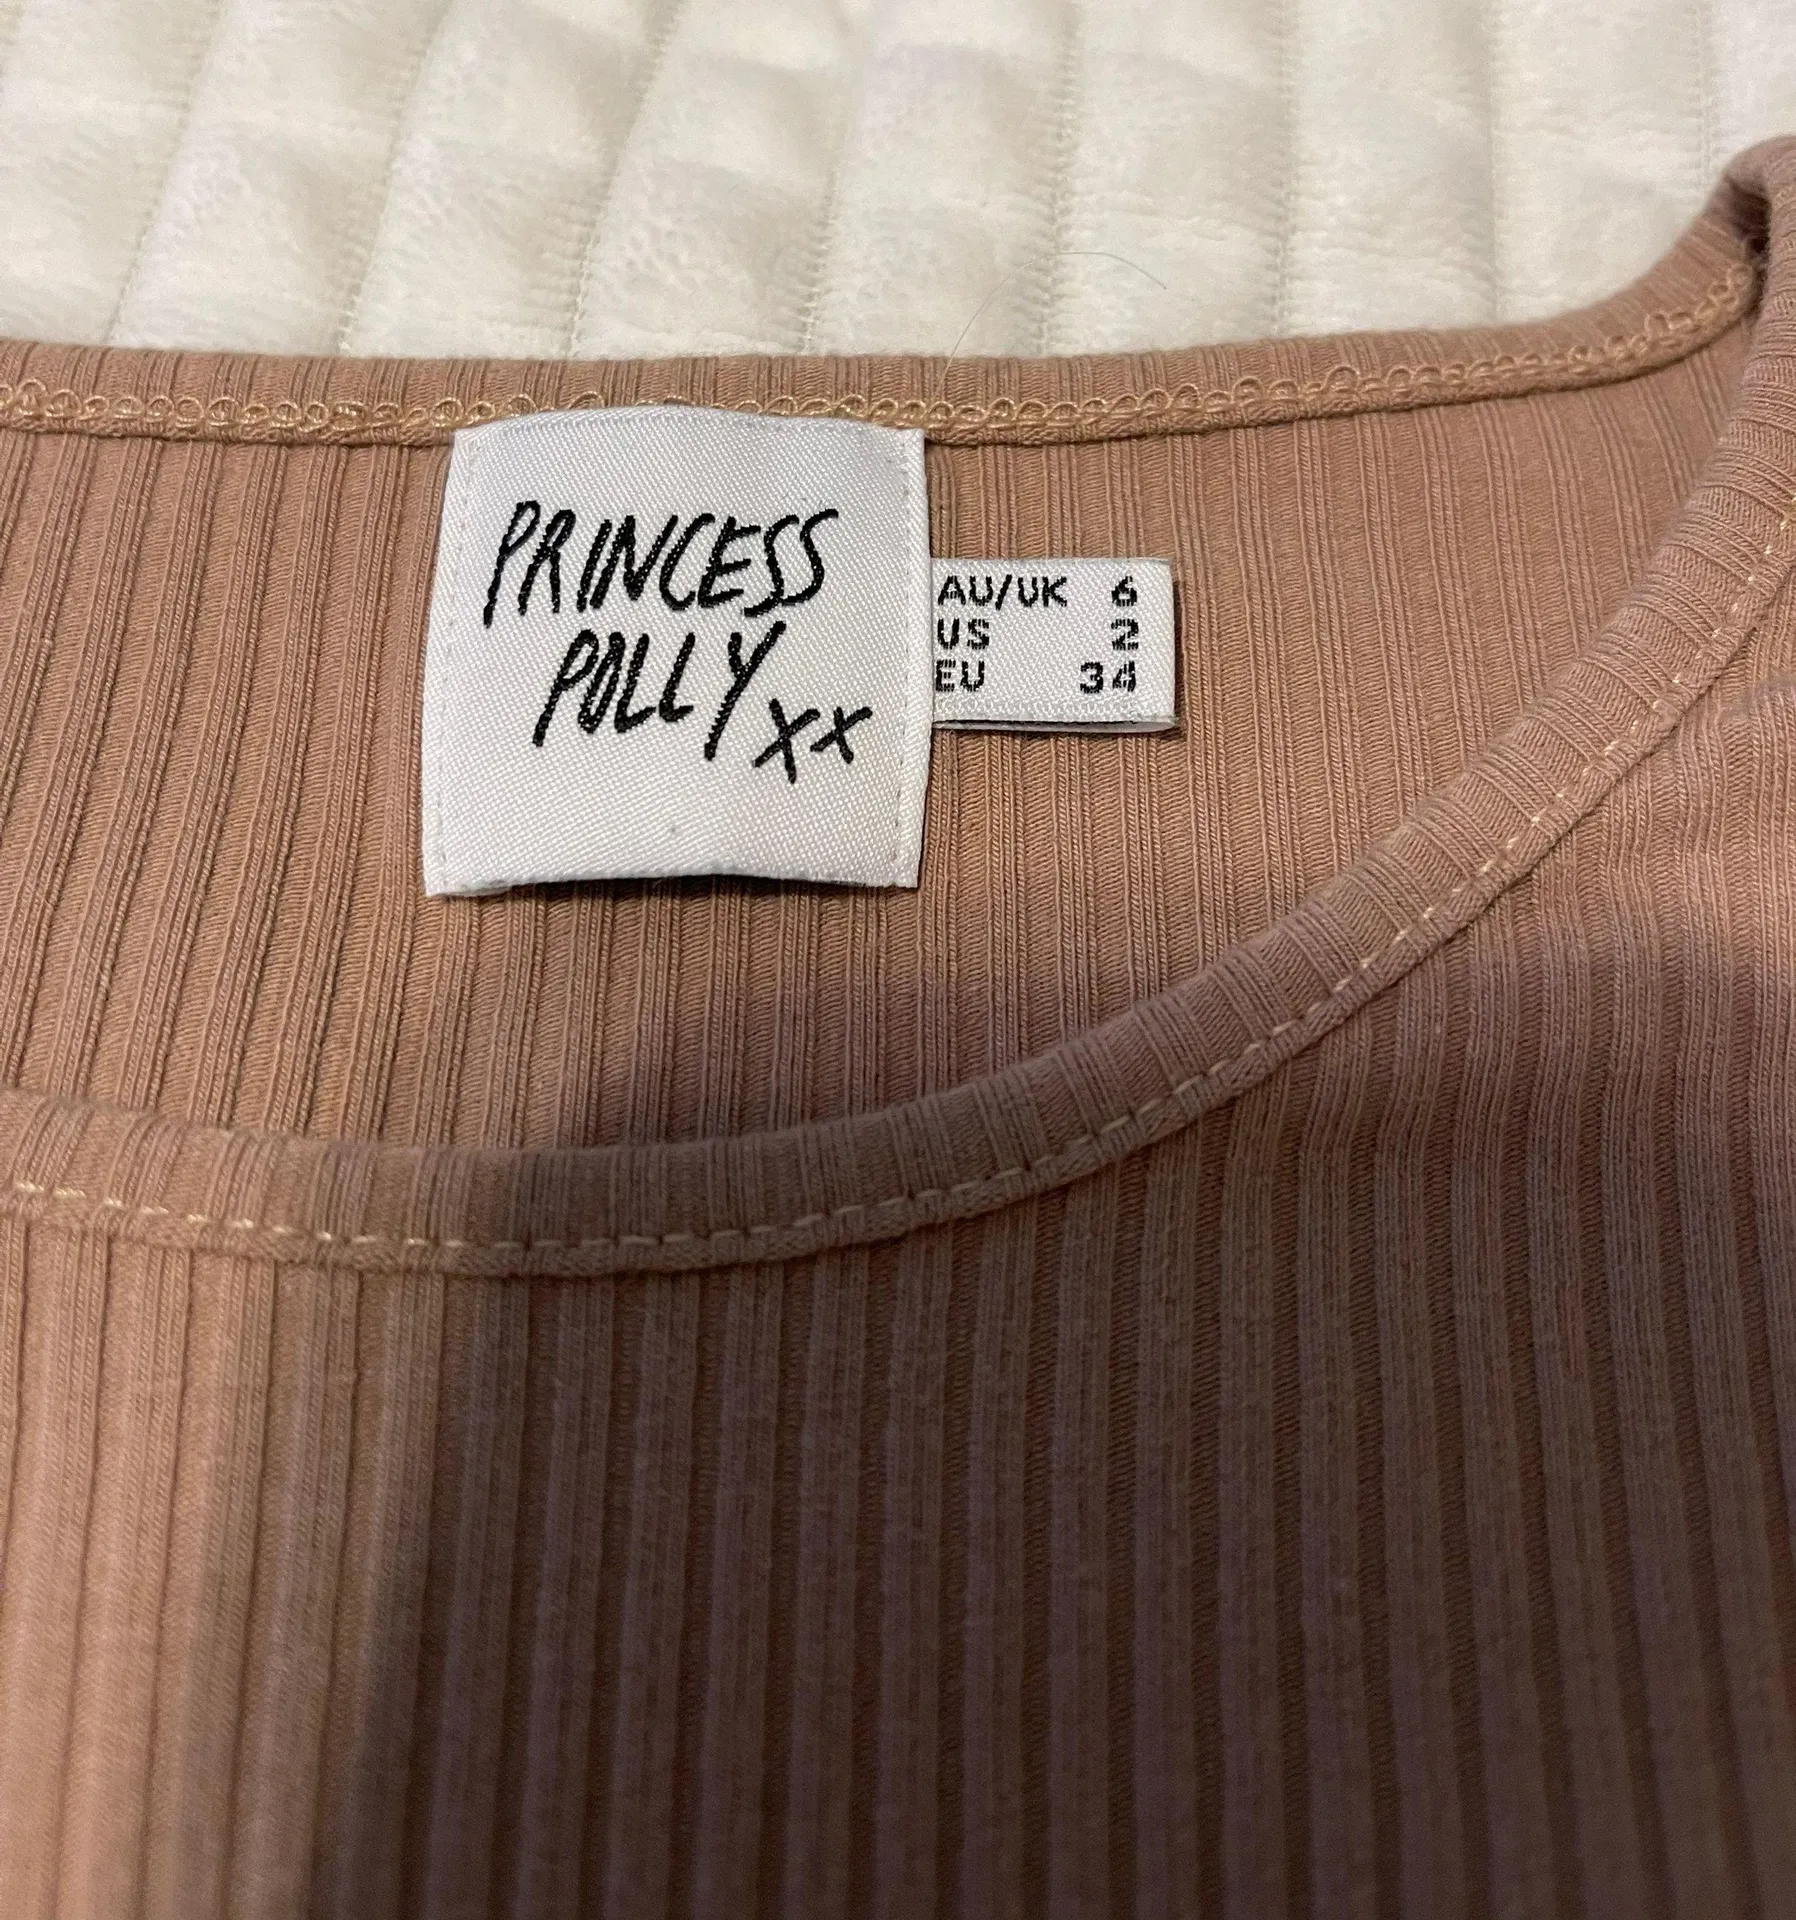 PRINCESS
POLLY xx
AU/UK 6
US 2
EU 34